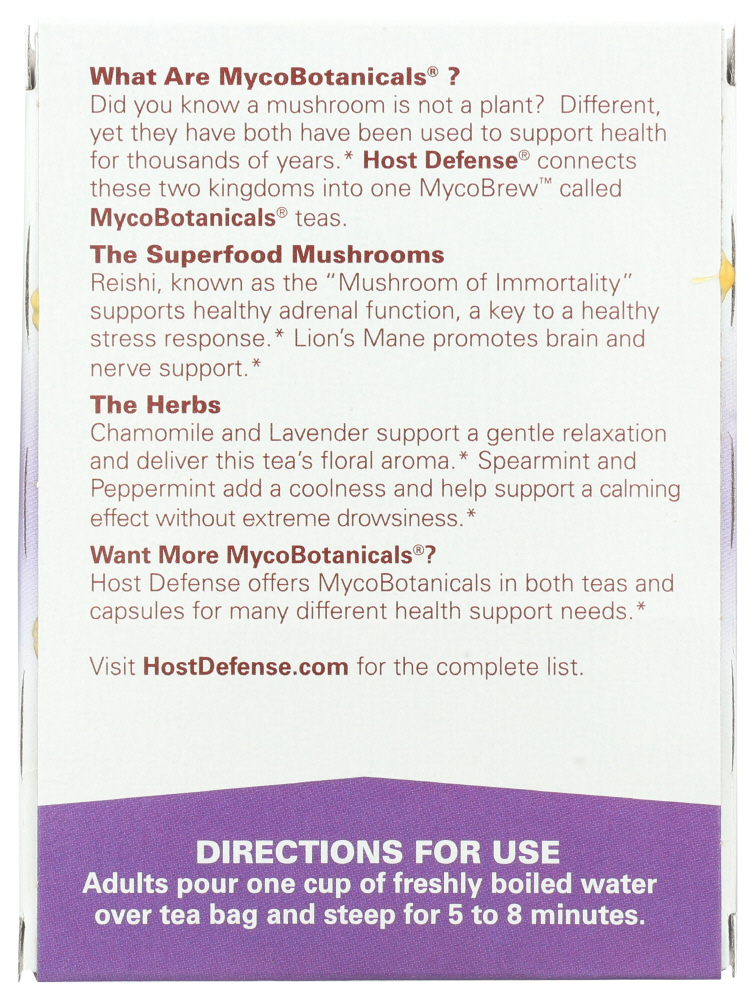 What Are MycoBotanicals® ?
Did you know a mushroom is not a plant?  Different,
yet they have both have been used to support health
for thousands of years.* Host Defense® connects
these two kingdoms into one MycoBrew™ called
MycoBotanicals® teas.
The Superfood Mushrooms
Reishi, known as the “Mushroom of Immortality”
supports healthy adrenal function, a key to a healthy
stress response.* Lion’s Mane promotes brain and
nerve support.*
The Herbs
Chamomile and Lavender support a gentle relaxation
and deliver this tea’s floral aroma.* Spearmint and
Peppermint add a coolness and help support a calming
effect without extreme drowsiness.*
Want More MycoBotanicals®?
Host Defense offers MycoBotanicals in both teas and
capsules for many different health support needs.*
Visit HostDefense.com for the complete list.
DIRECTIONS FOR USE
Adults pour one cup of freshly boiled water
over tea bag and steep for 5 to 8 minutes.